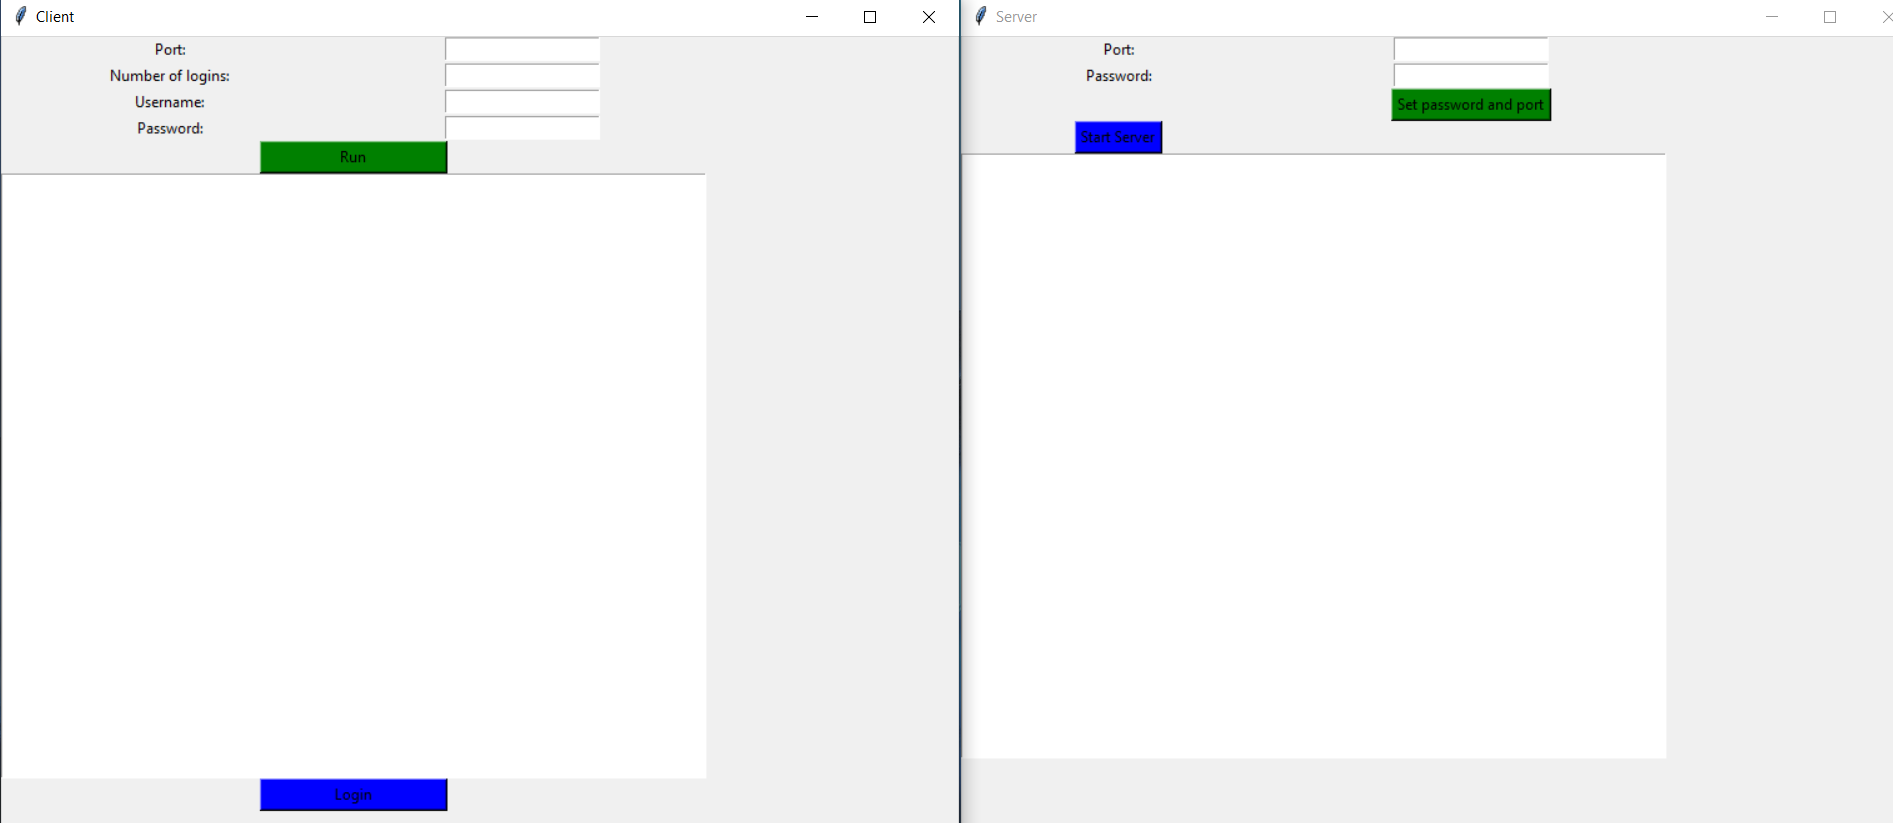 Client
Port:
Number of logins:
Username:
Password:
Run
Login
Server
Port:
Password:
Set password and port
Start Server